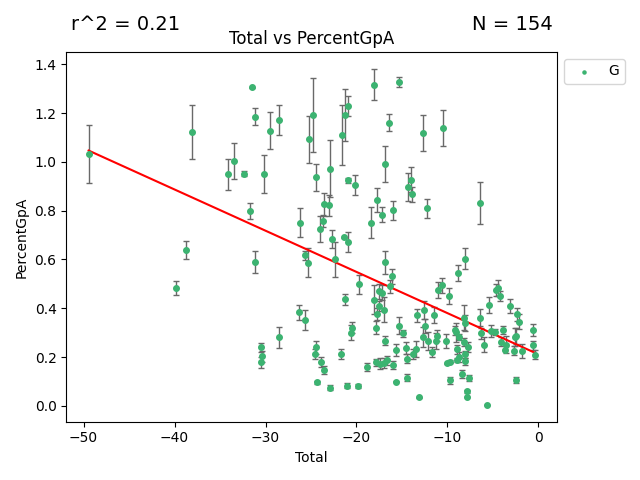 r^2 = 0.21
N = 154
Total vs PercentGpA
G
PercentGpA
1.4
1.2
1.0
0.8
0.6
0.4
0.2
0.0
−50 −40 −30 −20 −10 0
Total